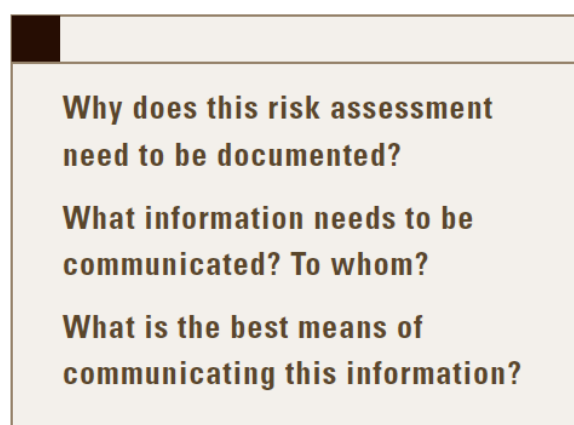 Why does this risk assessment
need to be documented?
What information needs to be
communicated? To whom?
What is the best means of
communicating this information?